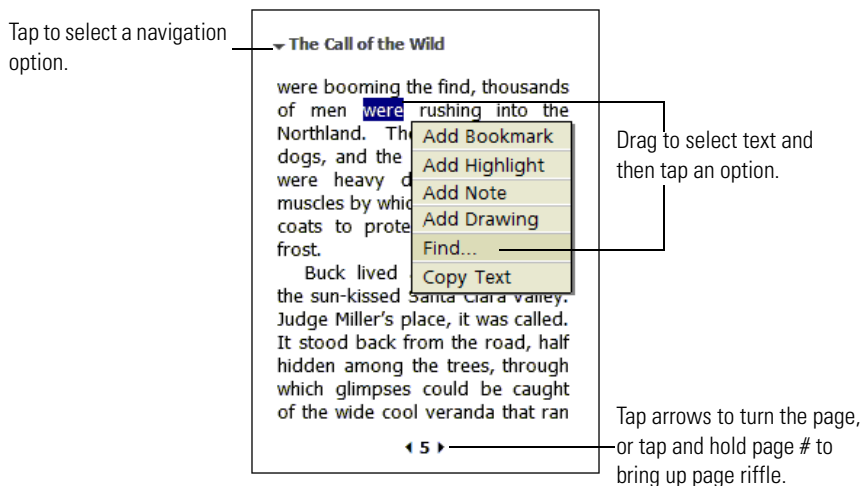 Tap to select a navigation
option.
The Call of the Wild
were booming the find, thousands
of men were rushing into the
Northland. The
dogs, and the
were heavy d
muscles by whic
coats to prote
frost.
Add Bookmark
Add Highlight
Add Note
Add Drawing
Find...
Copy Text
Drag to select text and
then tap an option.
Buck lived
the sun-kissed Santa Clara Valley.
Judge Miller's place, it was called.
It stood back from the road, half
hidden among the trees, through
which glimpses could be caught
of the wide cool veranda that ran
5
Tap arrows to turn the page,
or tap and hold page # to
bring up page riffle.